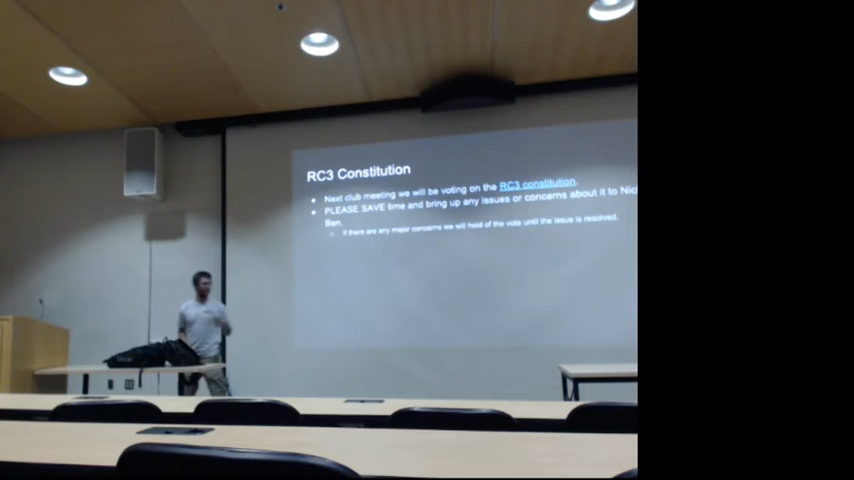 RC3 Constitution
Next club meeting we will be voting on the RC3 constitution.
PLEASE SAVE time and bring up any issues or concerns about it to
Ben.
If there are any major concerns we will hold of the vote until the issue is resolved.